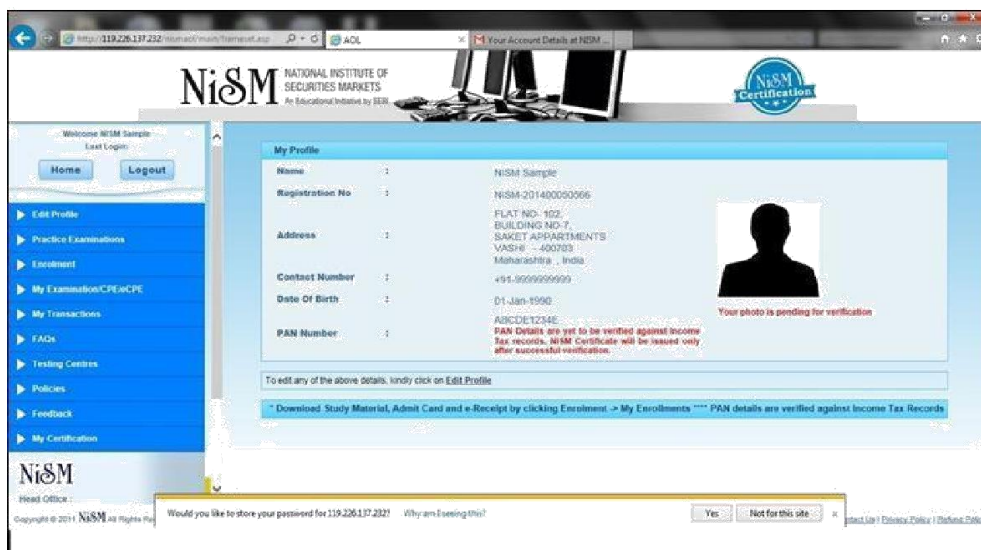 http://119.226.137.232/nismaol/main/frameset.asp
AOL
Your Account Details at NISM ...
NiSM
NATIONAL INSTITUTE OF
SECURITIES MARKETS
An Educational Initiative by SEBI
NiSM
Certification
Welcome NISM Sample
Last Login:
Home
Logout
Edit Profile
Practice Examinations
Enrolment
My Examination/CPE/eCPE
My Transactions
FAQs
Testing Centres
Policies
Feedback
My Certification
NiSM
Head Office :
Copyright © 2011 NiSM All Rights
My Profile
Name : NISM Sample
Registration No : NISM-201400050566
Address : FLAT NO- 102,
BUILDING NO-7,
SAKET APPARTMENTS
VASHI - 400703
Maharashtra , India
Contact Number : +91-9999999999
Date Of Birth : 01-Jan-1990
PAN Number : ABCDE1234E
PAN Details are yet to be verified against Income
Tax records. NISM Certificate will be issued only
after successful verification.
Your photo is pending for verification
To edit any of the above details, kindly click on Edit Profile
* Download Study Material, Admit Card and e-Receipt by clicking Enrolment -> My Enrollments **** PAN details are verified against Income Tax Records
Would you like to store your password for 119.226.137.232? Why am I seeing this?
Yes
Not for this site
Privacy Policy | Refund